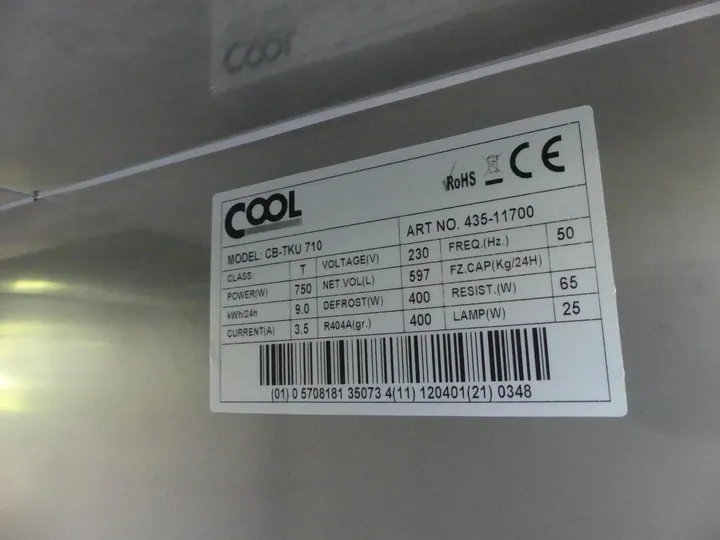 COOL
COOL
RoHS CE
MODEL: CB-TKU 710 ART NO. 435-11700
CLASS: T VOLTAGE(V) 230 FREQ.(Hz.) 50
POWER(W) 750 NET.VOL(L) 597 FZ.CAP(Kg/24H)
kWh/24h 9.0 DEFROST(W) 400 RESIST.(W) 65
CURRENT(A) 3.5 R404A(gr.) 400 LAMP(W) 25
(01) 0 5708181 35073 4(11) 120401(21) 0348